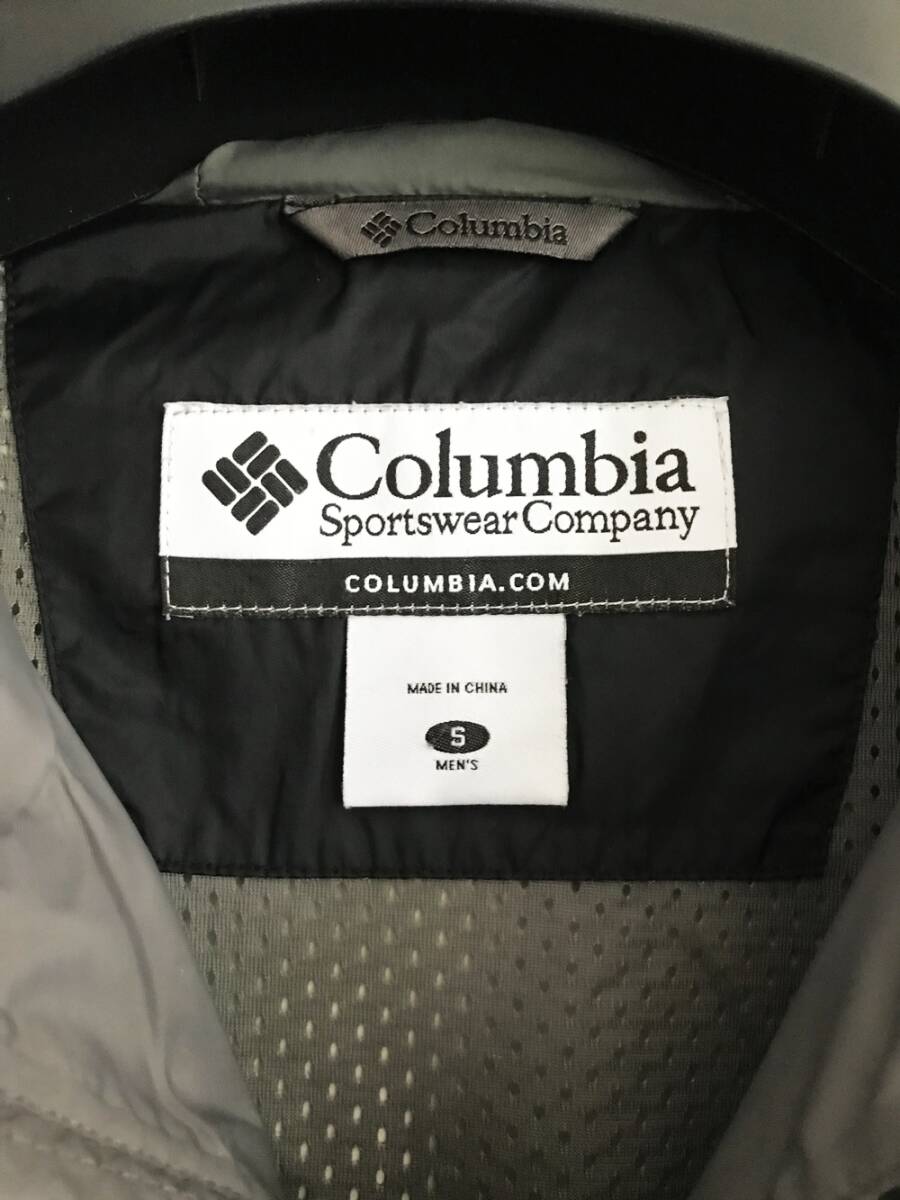 Columbia
Columbia
Sportswear Company
COLUMBIA.COM
MADE IN CHINA
S
MEN'S